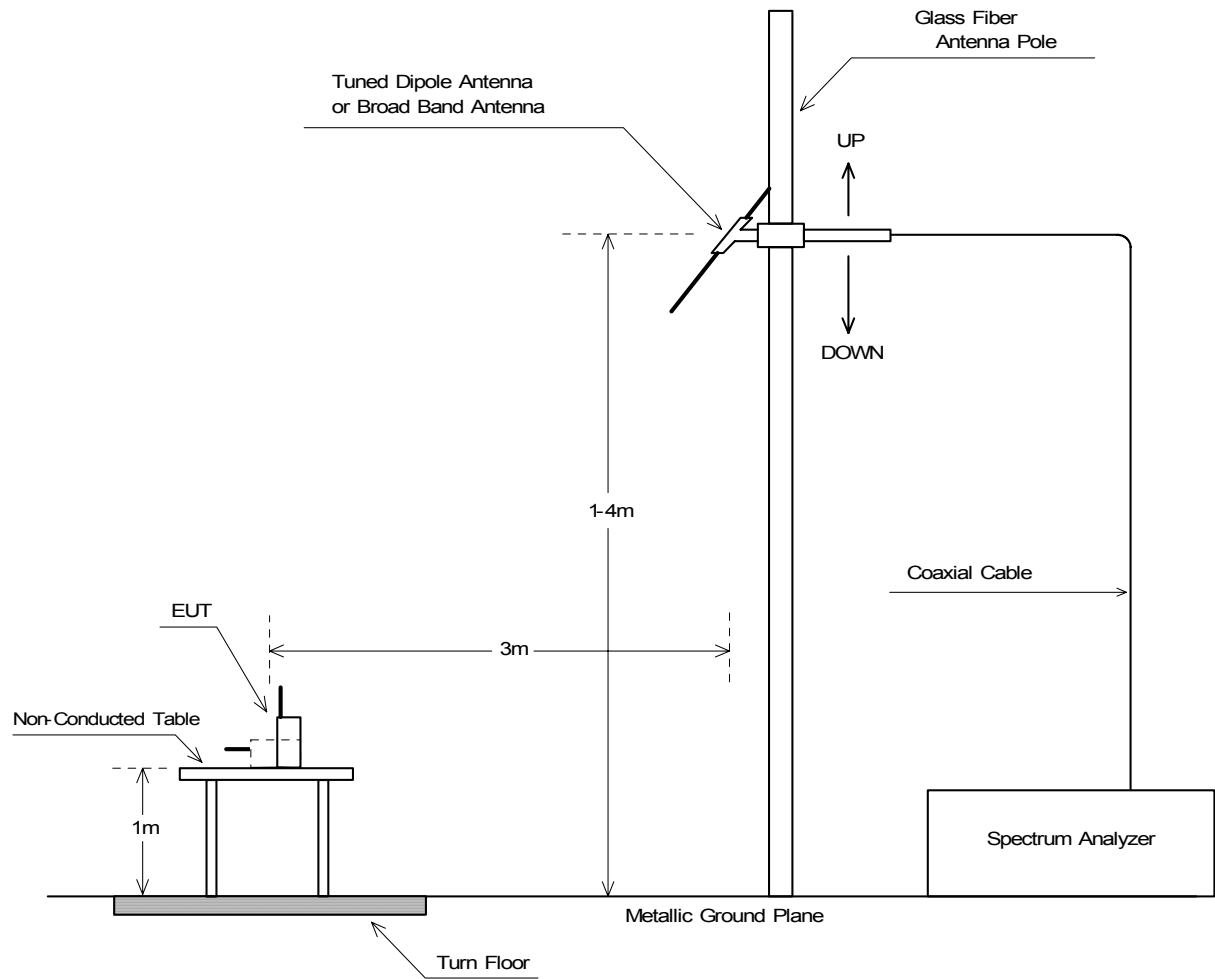 Glass Fiber
Antenna Pole
Tuned Dipole Antenna
or Broad Band Antenna
UP
DOWN
1-4m
Coaxial Cable
EUT
3m
Non-Conducted Table
1m
Spectrum Analyzer
Metallic Ground Plane
Turn Floor